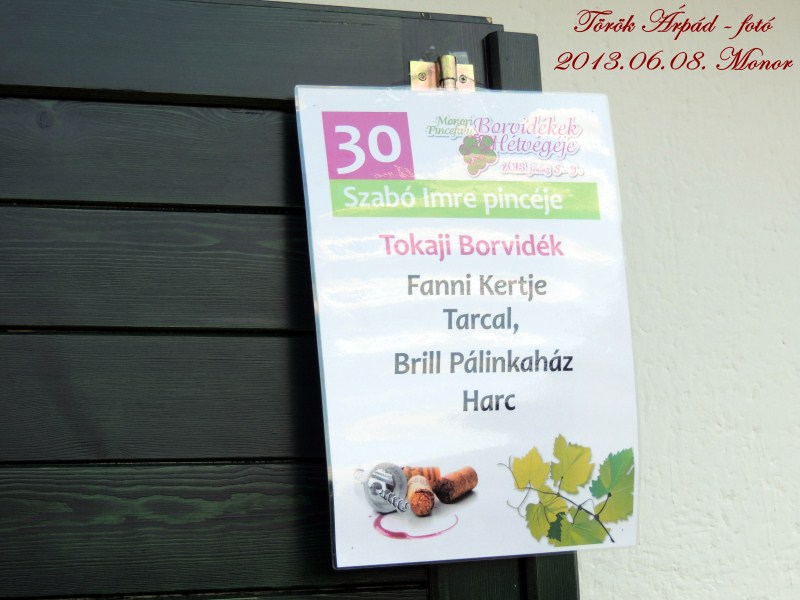 Török Árpád - fotó
2013.06.08. Monor
30
Monori
Pincefalu
Borvidékek
Hétvégéje
Szabó Imre pincéje
Tokaji Borvidék
Fanni Kertje
Tarcal,
Brill Pálinkaház
Harc